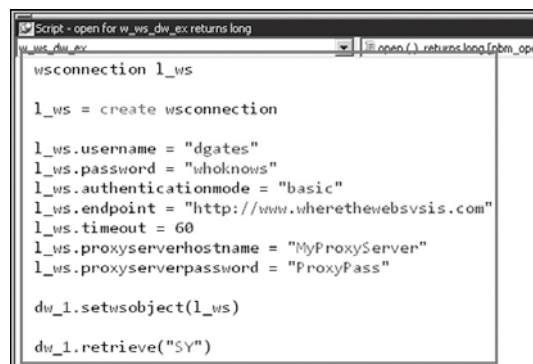 Script - open for w_ws_dw_ex returns long
w_ws_dw_ex
open ( ) returns long [pbm_ope
wsconnection l_ws
l_ws = create wsconnection
l_ws.username = "dgates"
l_ws.password = "whoknows"
l_ws.authenticationmode = "basic"
l_ws.endpoint = "http://www.wherethewebsvsis.com"
l_ws.timeout = 60
l_ws.proxyserverhostname = "MyProxyServer"
l_ws.proxyserverpassword = "ProxyPass"
dw_1.setwsobject(l_ws)
dw_1.retrieve("SY")